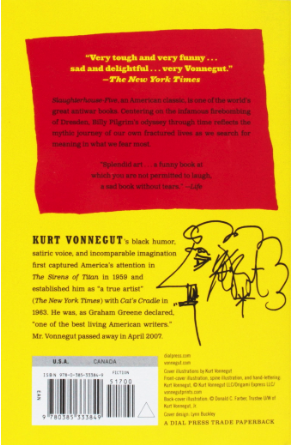 "Very tough and very funny . . .
sad and delightful . . . very Vonnegut."
—The New York Times
Slaughterhouse-Five, an American classic, is one of the world's
great antiwar books. Centering on the infamous firebombing
of Dresden, Billy Pilgrim's odyssey through time reflects the
mythic journey of our own fractured lives as we search for
meaning in what we fear most.
"Splendid art . . . a funny book at
which you are not permitted to laugh,
a sad book without tears." —Life
KURT VONNEGUT's black humor,
satiric voice, and incomparable imagination
first captured America's attention in
The Sirens of Titan in 1959 and
established him as "a true artist"
(The New York Times) with Cat's Cradle in
1963. He was, as Graham Greene declared,
"one of the best living American writers."
Mr. Vonnegut passed away in April 2007.
U.S.A.
CANADA
ISBN 978-0-385-33384-9
FICTION
51700
EAN
9 780385 333849
dialpress.com
vonnegut.com
Cover illustrations by Kurt Vonnegut
Front-cover illustration, spine illustration, and hand-lettering:
Kurt Vonnegut, © Kurt Vonnegut LLC/Origami Express LLC/
vonnegut.com
Back-cover illustration: © Donald C. Farber, Trustee U/W of
Kurt Vonnegut, Jr.
Cover design: Lynn Buckley
A DIAL PRESS TRADE PAPERBACK